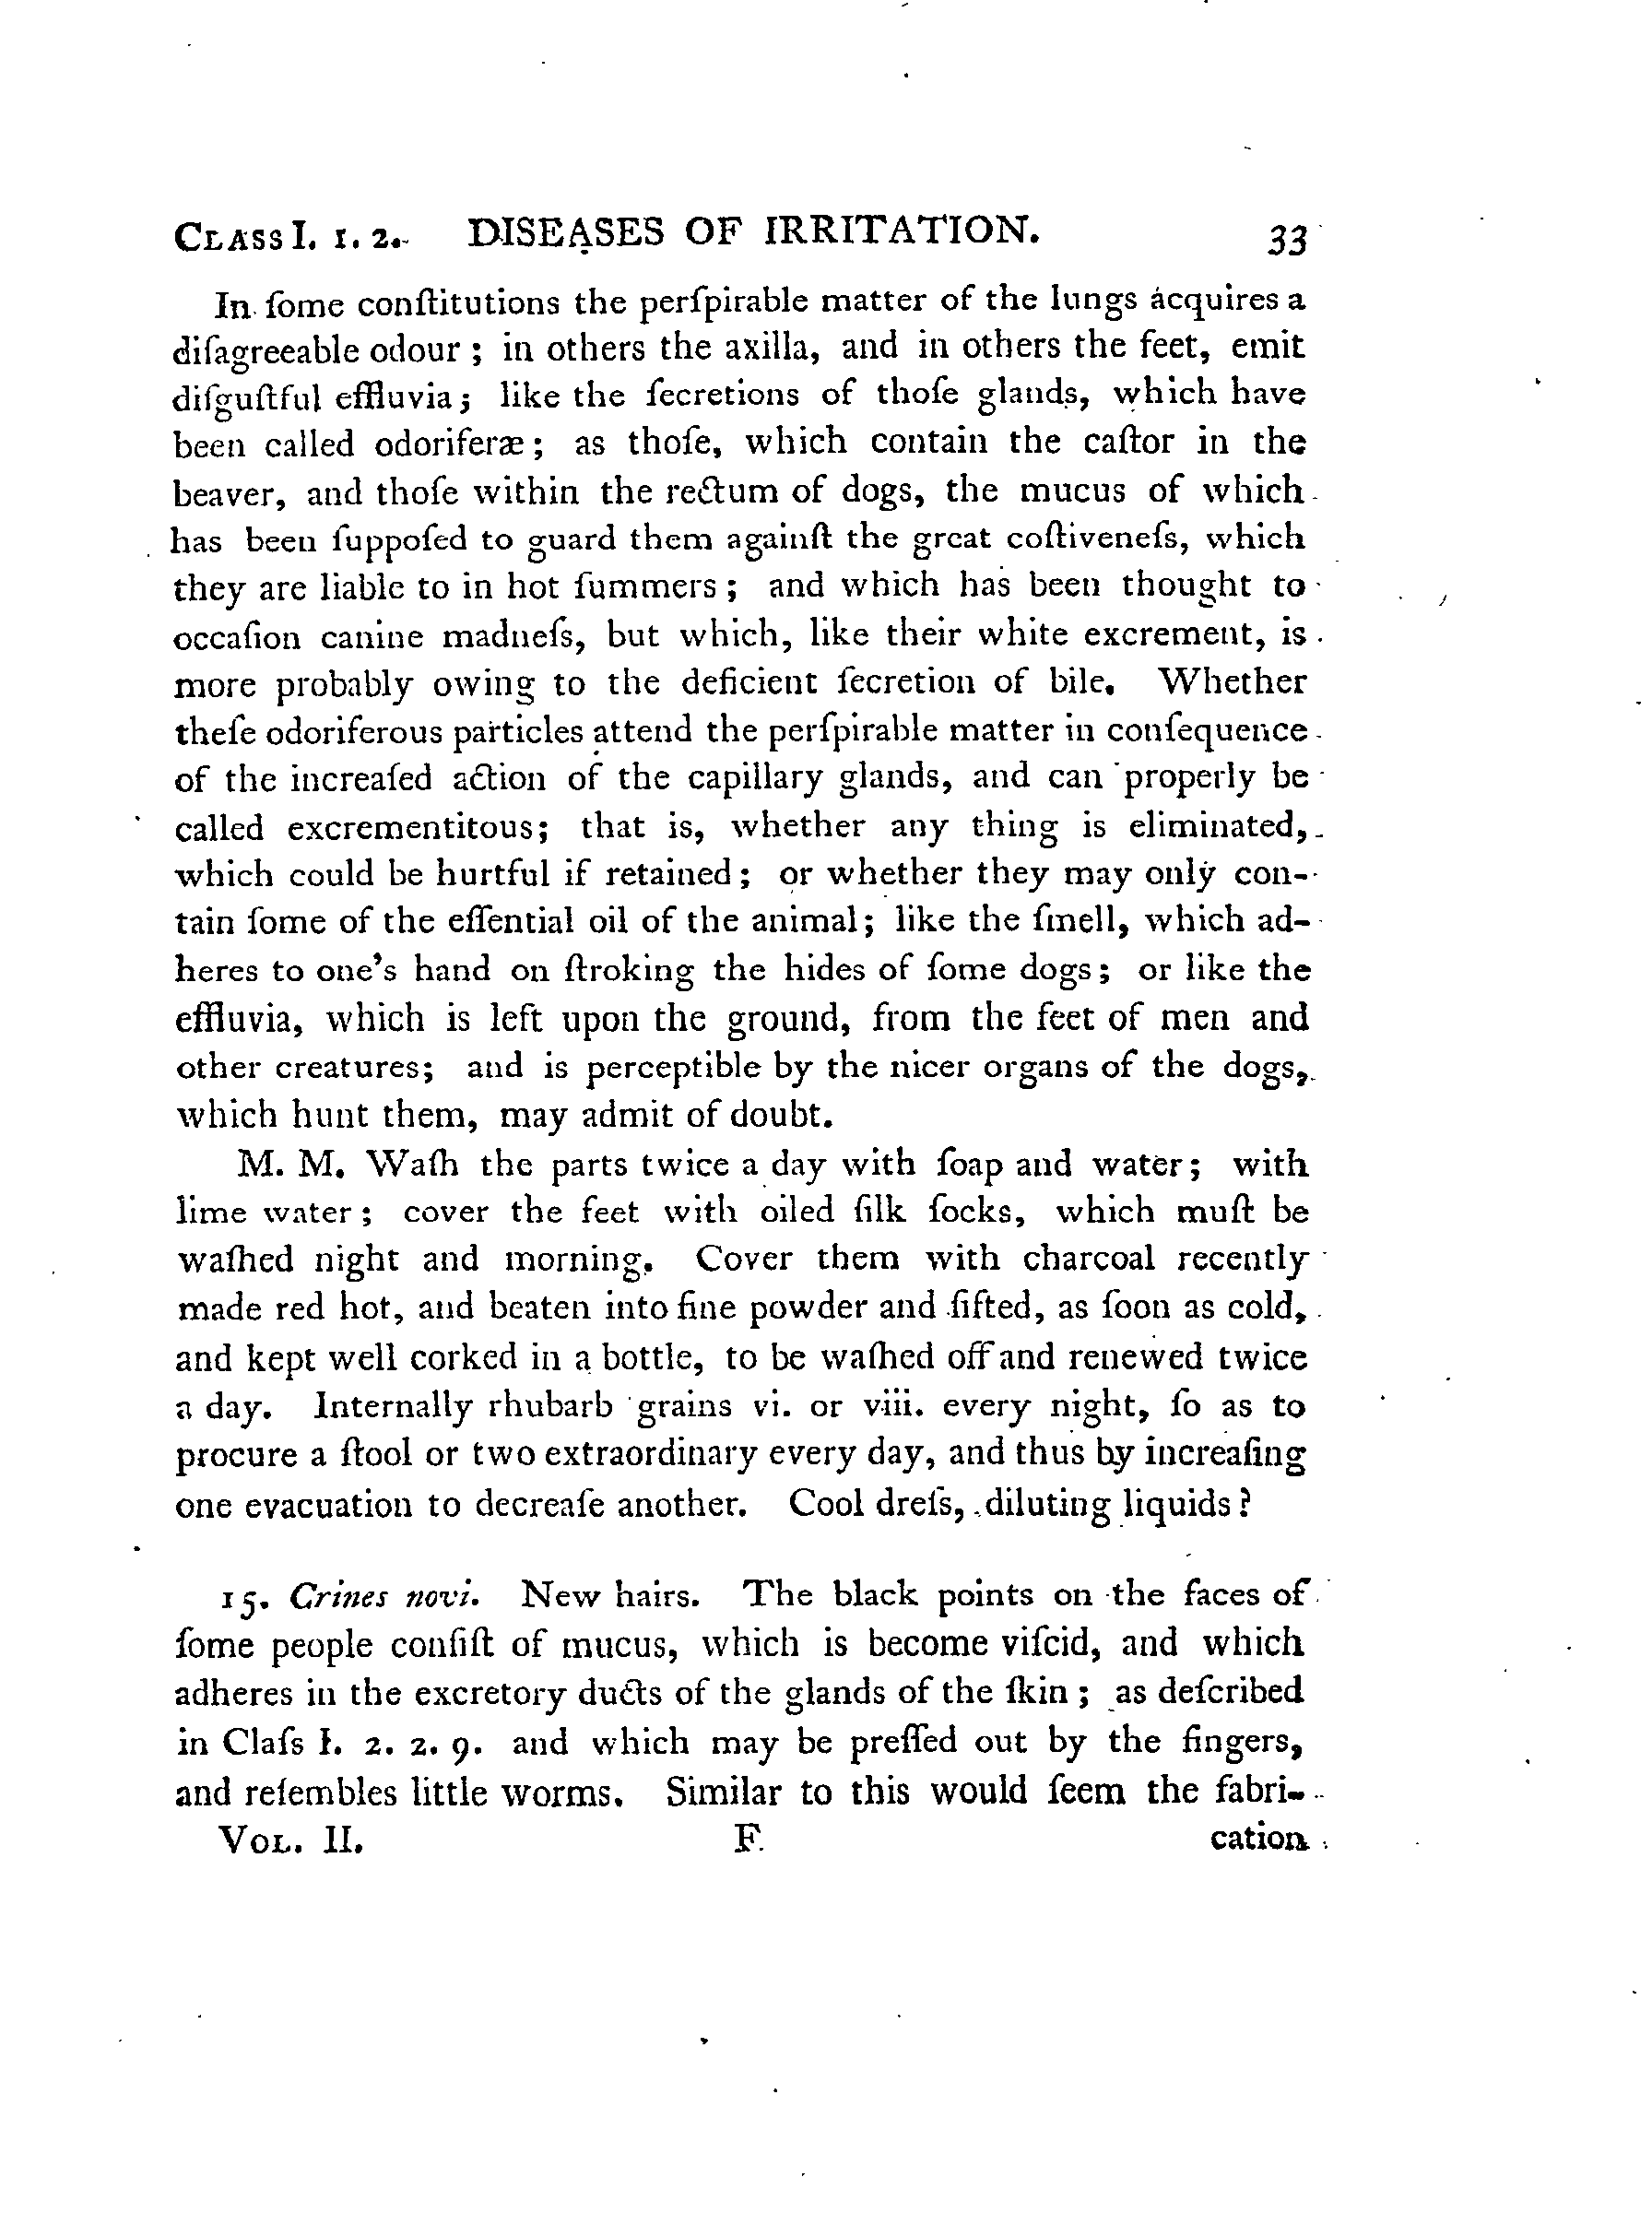 CLASS I. 1. 2. DISEASES OF IRRITATION. 33
In ſome conſtitutions the perſpirable matter of the lungs acquires a
diſagreeable odour ; in others the axilla, and in others the feet, emit
diſguſtful effluvia; like the ſecretions of thoſe glands, which have
been called odoriferæ; as thoſe, which contain the caſtor in the
beaver, and thoſe within the rectum of dogs, the mucus of which
has been ſuppoſed to guard them againſt the great coſtiveneſs, which
they are liable to in hot ſummers ; and which has been thought to
occaſion canine madneſs, but which, like their white excrement, is
more probably owing to the deficient ſecretion of bile. Whether
theſe odoriferous particles attend the perſpirable matter in conſequence
of the increaſed action of the capillary glands, and can properly be
called excrementitous; that is, whether any thing is eliminated,
which could be hurtful if retained ; or whether they may only con-
tain ſome of the eſſential oil of the animal; like the ſmell, which ad-
heres to one's hand on ſtroking the hides of ſome dogs; or like the
effluvia, which is left upon the ground, from the feet of men and
other creatures; and is perceptible by the nicer organs of the dogs,
which hunt them, may admit of doubt.
M. M. Waſh the parts twice a day with ſoap and water; with
lime water ; cover the feet with oiled ſilk ſocks, which muſt be
waſhed night and morning. Cover them with charcoal recently
made red hot, and beaten into fine powder and ſifted, as ſoon as cold,
and kept well corked in a bottle, to be waſhed off and renewed twice
a day. Internally rhubarb grains vi. or viii. every night, ſo as to
procure a ſtool or two extraordinary every day, and thus by increaſing
one evacuation to decreaſe another. Cool dreſs, diluting liquids ?
15. Crines novi. New hairs. The black points on the faces of
ſome people conſiſt of mucus, which is become viſcid, and which
adheres in the excretory ducts of the glands of the ſkin ; as deſcribed
in Claſs I. 2. 2. 9. and which may be preſſed out by the fingers,
and reſembles little worms. Similar to this would ſeem the fabri-
VOL. II. F cation